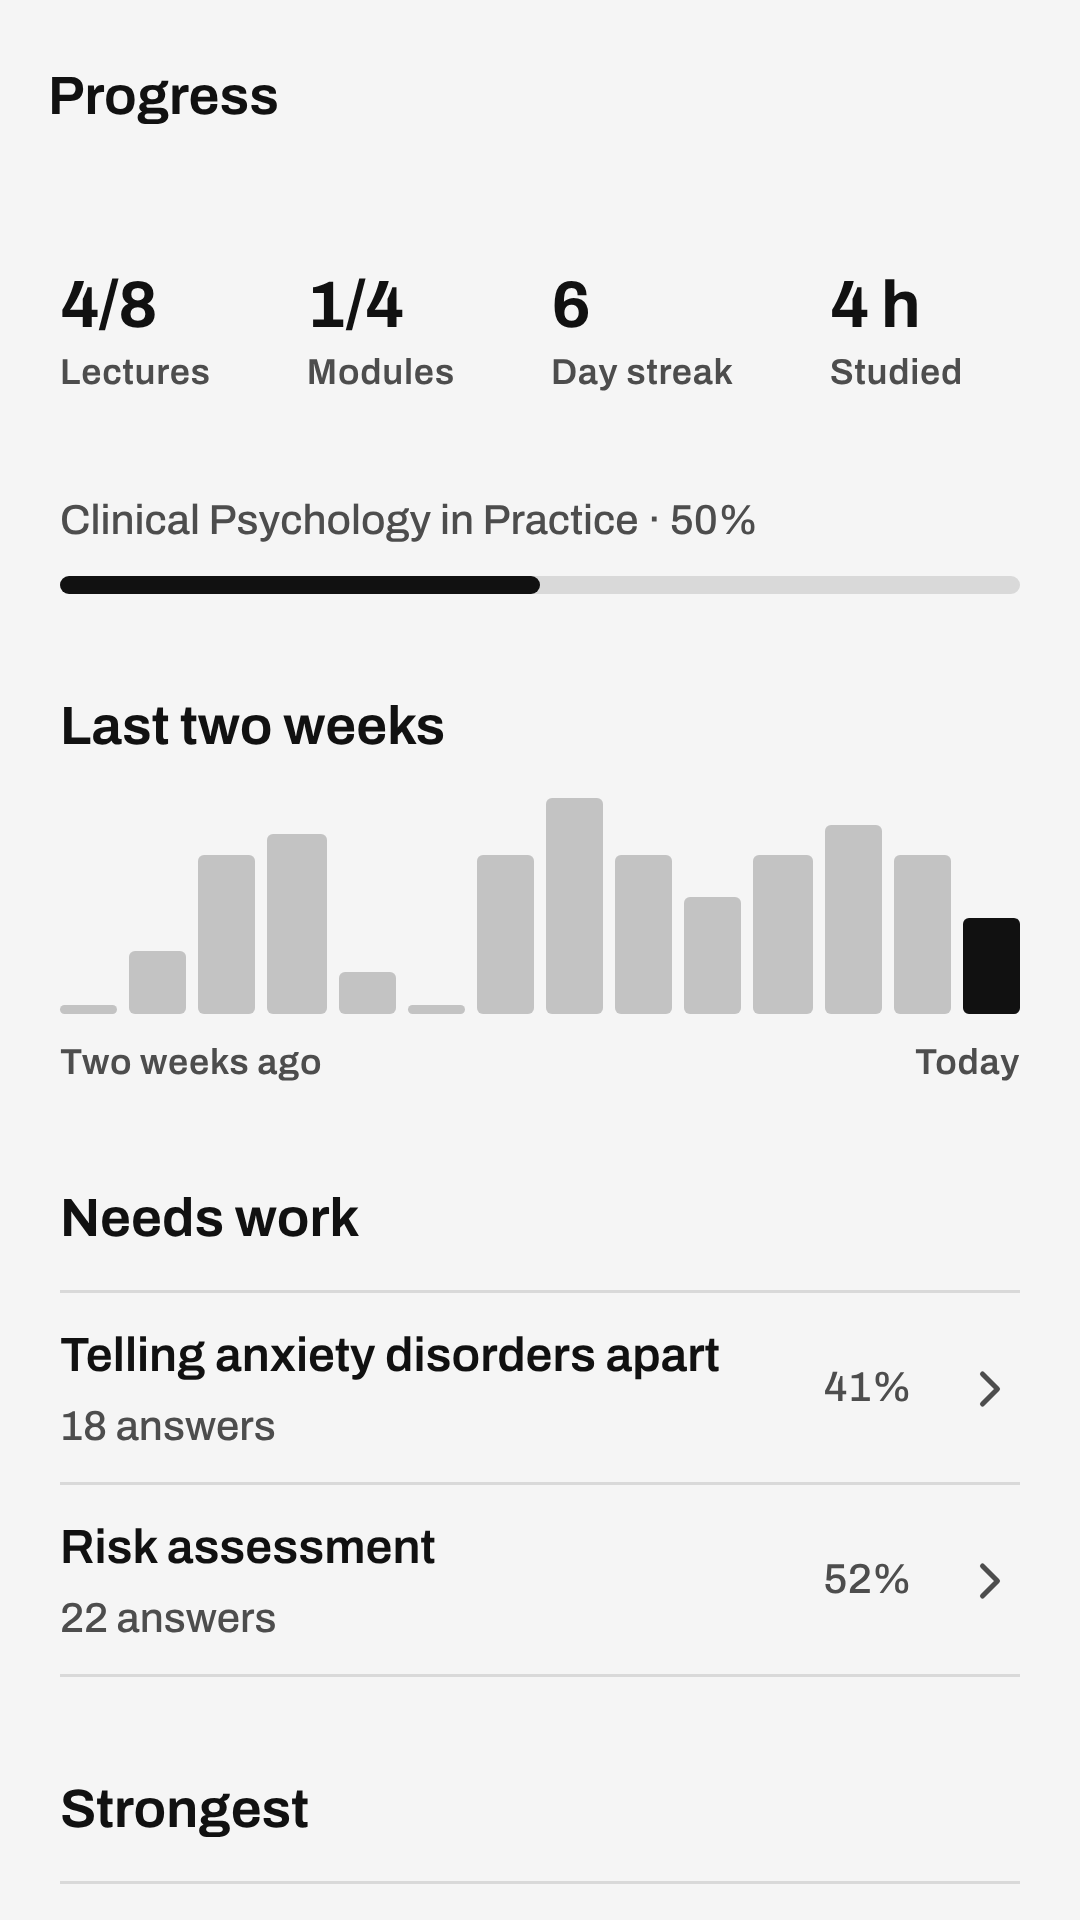 Progress
4/8
Lectures
1/4
Modules
6
Day streak
4 h
Studied
Clinical Psychology in Practice · 50%
Last two weeks
Two weeks ago
Today
Needs work
Telling anxiety disorders apart
18 answers
41%
Risk assessment
22 answers
52%
Strongest